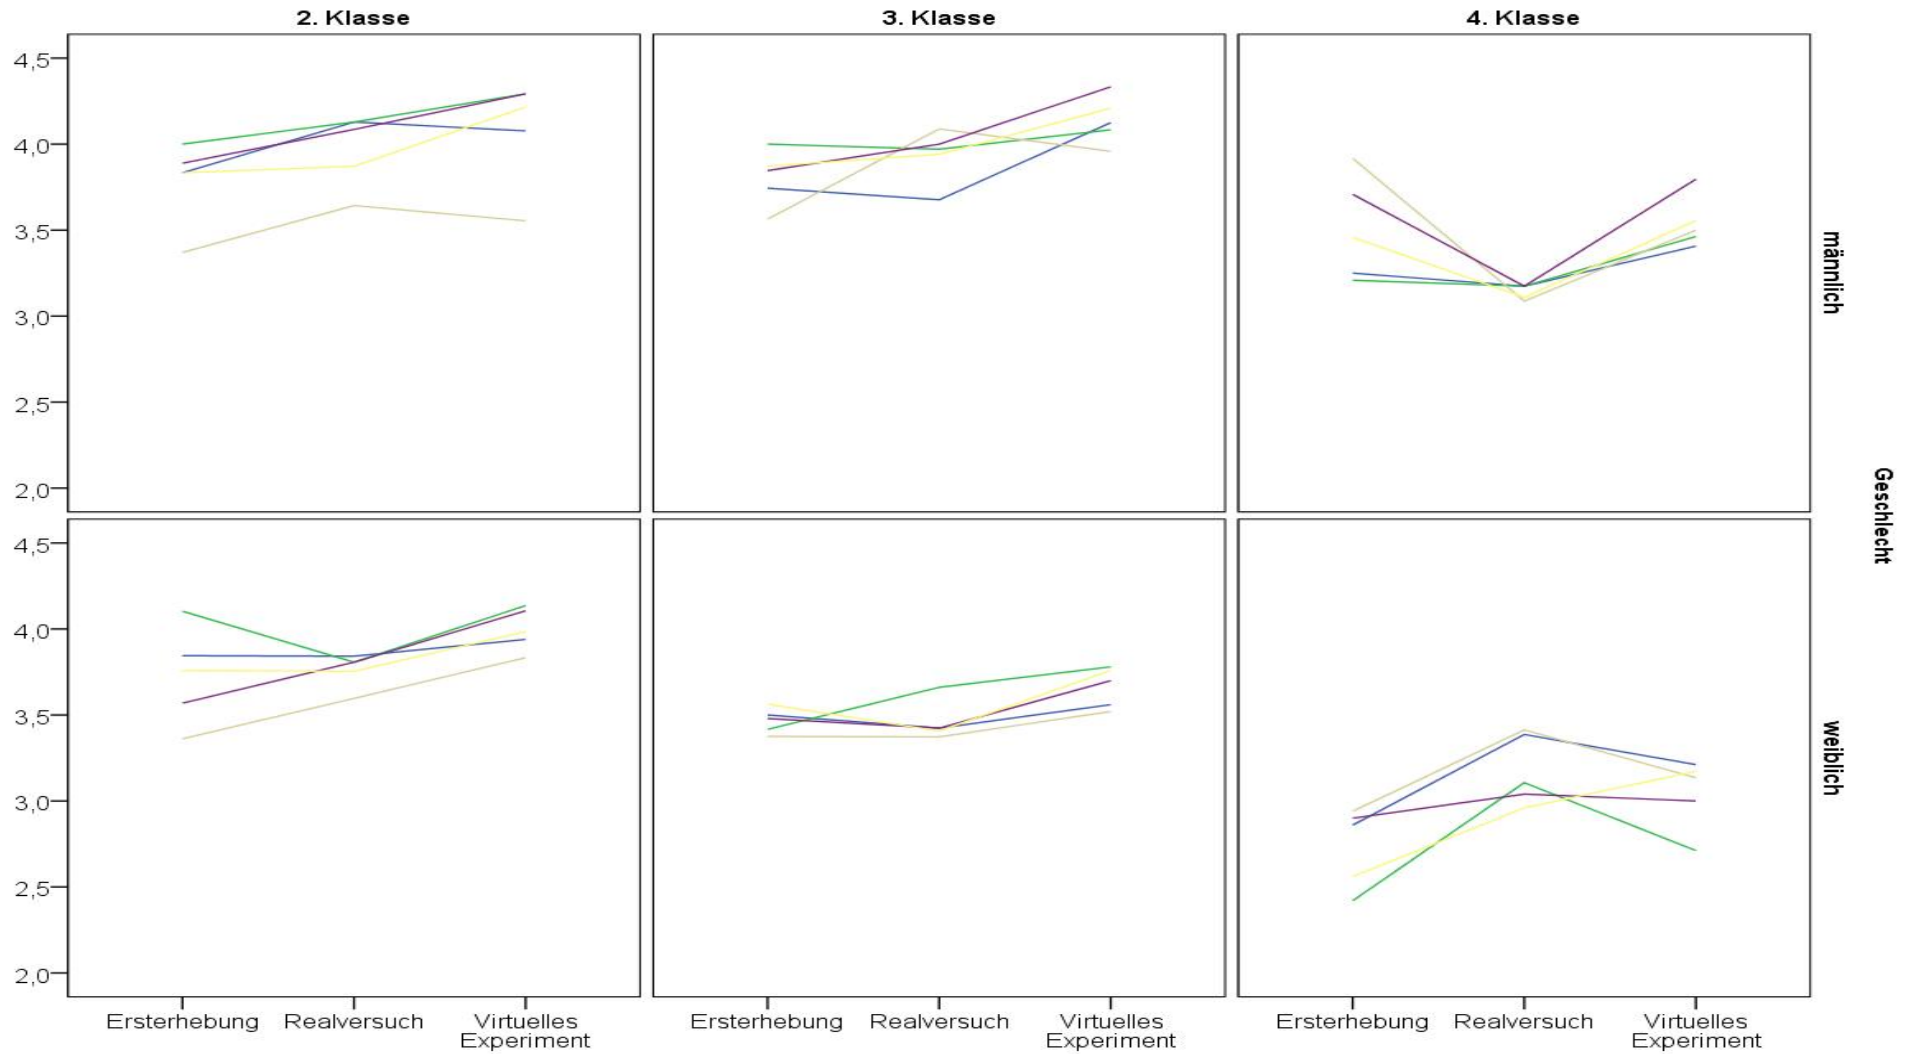 2. Klasse
3. Klasse
4. Klasse
4,5
4,0
3,5
3,0
2,5
2,0
männlich
Geschlecht
4,5
4,0
3,5
3,0
2,5
2,0
weiblich
Ersterhebung
Realversuch
Virtuelles
Experiment
Ersterhebung
Realversuch
Virtuelles
Experiment
Ersterhebung
Realversuch
Virtuelles
Experiment